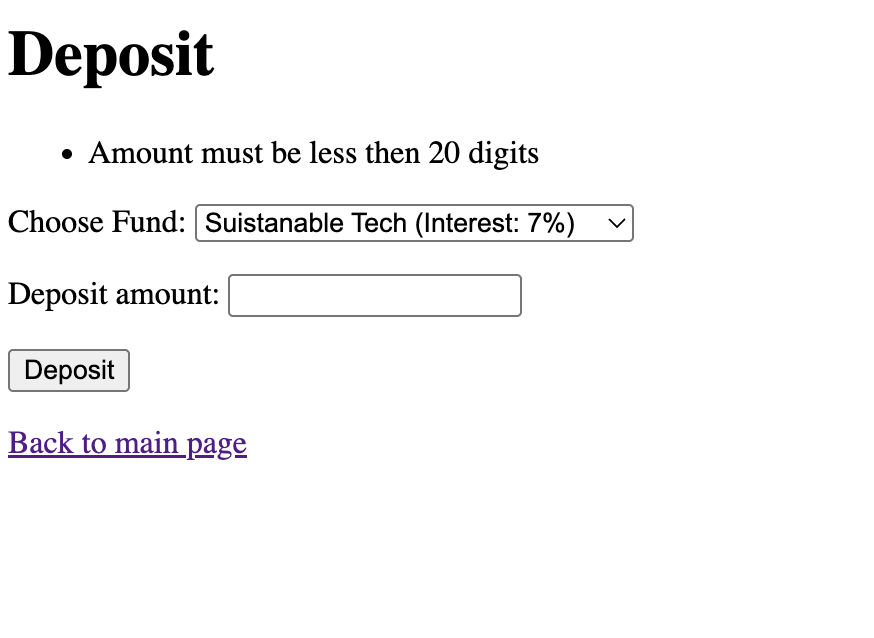 Deposit
• Amount must be less then 20 digits
Choose Fund: Suistanable Tech (Interest: 7%)
Deposit amount:
Deposit
Back to main page